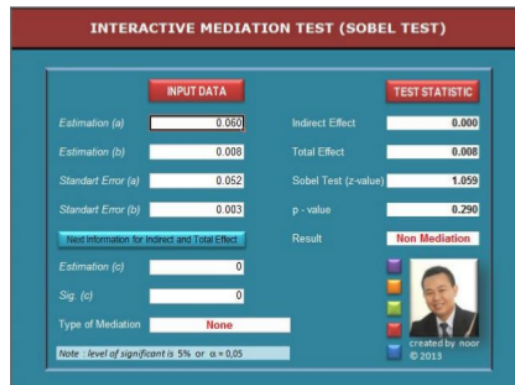 INTERACTIVE MEDIATION TEST (SOBEL TEST)
INPUT DATA
TEST STATISTIC
Estimation (a) 0.060
Indirect Effect 0.000
Estimation (b) 0.008
Total Effect 0.008
Standart Error (a) 0.052
Sobel Test (z-value) 1.059
Standart Error (b) 0.003
p - value 0.290
Next Information for Indirect and Total Effect
Result Non Mediation
Estimation (c) 0
Sig. (c) 0
Type of Mediation None
created by noor
Note : level of significant is 5% or α = 0,05
© 2013